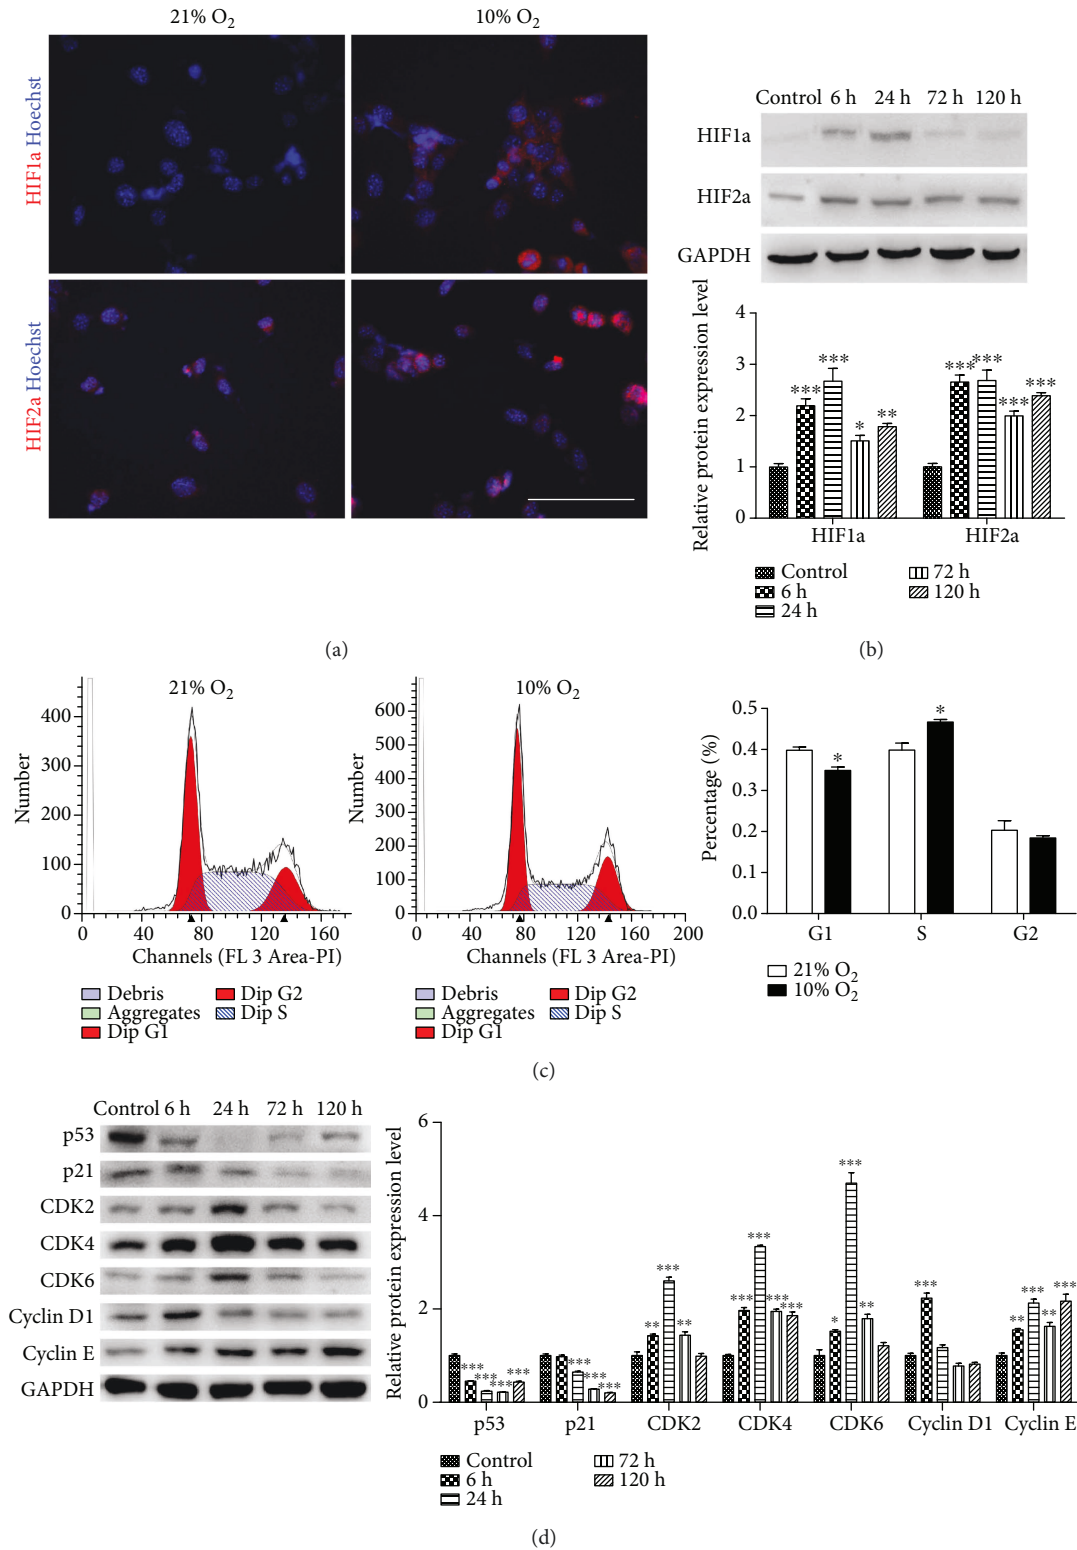 21% O2
10% O2
HIF1a Hoechst
HIF2a Hoechst
(a)
Control 6 h 24 h 72 h 120 h
HIF1a
HIF2a
GAPDH
Relative protein expression level
4
3
2
1
0
*** *** * **
*** *** *** ***
HIF1a HIF2a
Control 72 h
6 h 120 h
24 h
(b)
21% O2
Number
400
300
200
100
0
0 40 80 120 160
Channels (FL 3 Area-PI)
Debris Dip G2
Aggregates Dip S
Dip G1
10% O2
Number
600
500
400
300
200
100
0
0 40 80 120 160 200
Channels (FL 3 Area-PI)
Debris Dip G2
Aggregates Dip S
Dip G1
Percentage (%)
0.5
0.4
0.3
0.2
0.1
0.0
* *
G1 S G2
21% O2
10% O2
(c)
Control 6 h 24 h 72 h 120 h
p53
p21
CDK2
CDK4
CDK6
Cyclin D1
Cyclin E
GAPDH
Relative protein expression level
6
4
2
0
*** *** *** ***
*** *** ***
** *** **
*** *** *** ***
* *** **
***
** *** ** ***
p53 p21 CDK2 CDK4 CDK6 Cyclin D1 Cyclin E
Control 72 h
6 h 120 h
24 h
(d)